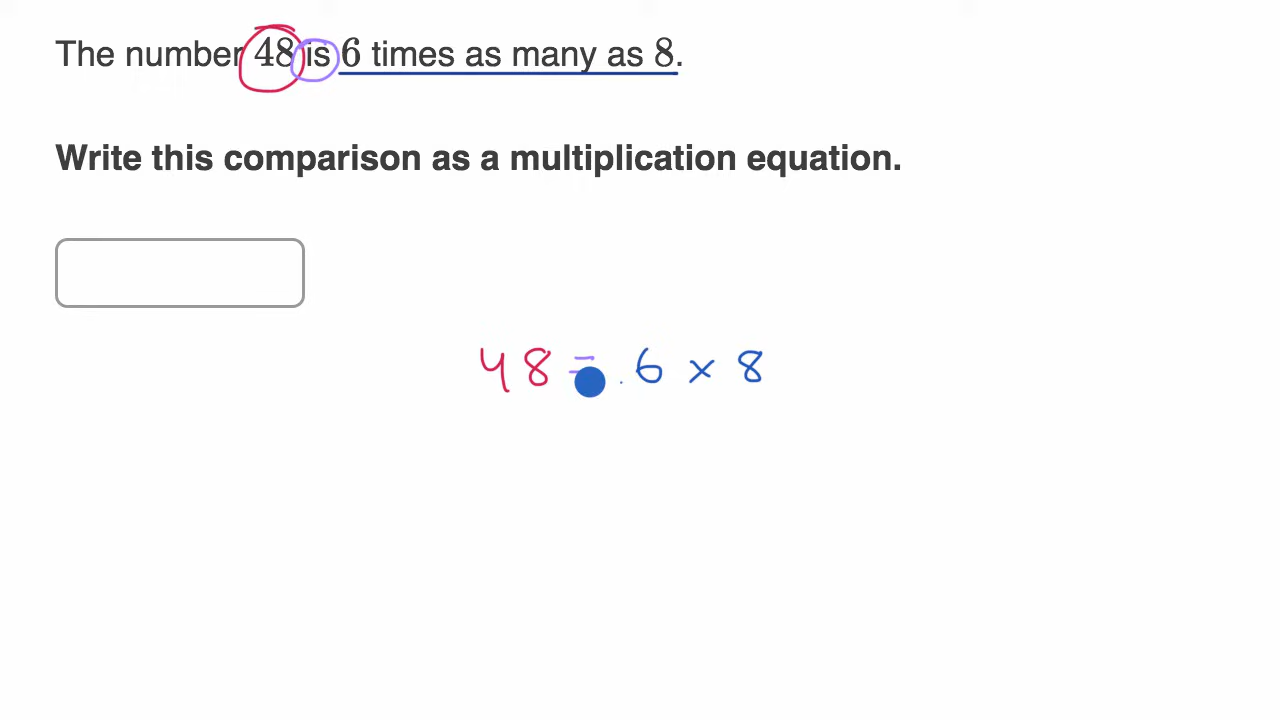 The number 48 is 6 times as many as 8.
Write this comparison as a multiplication equation.
48 = 6 × 8